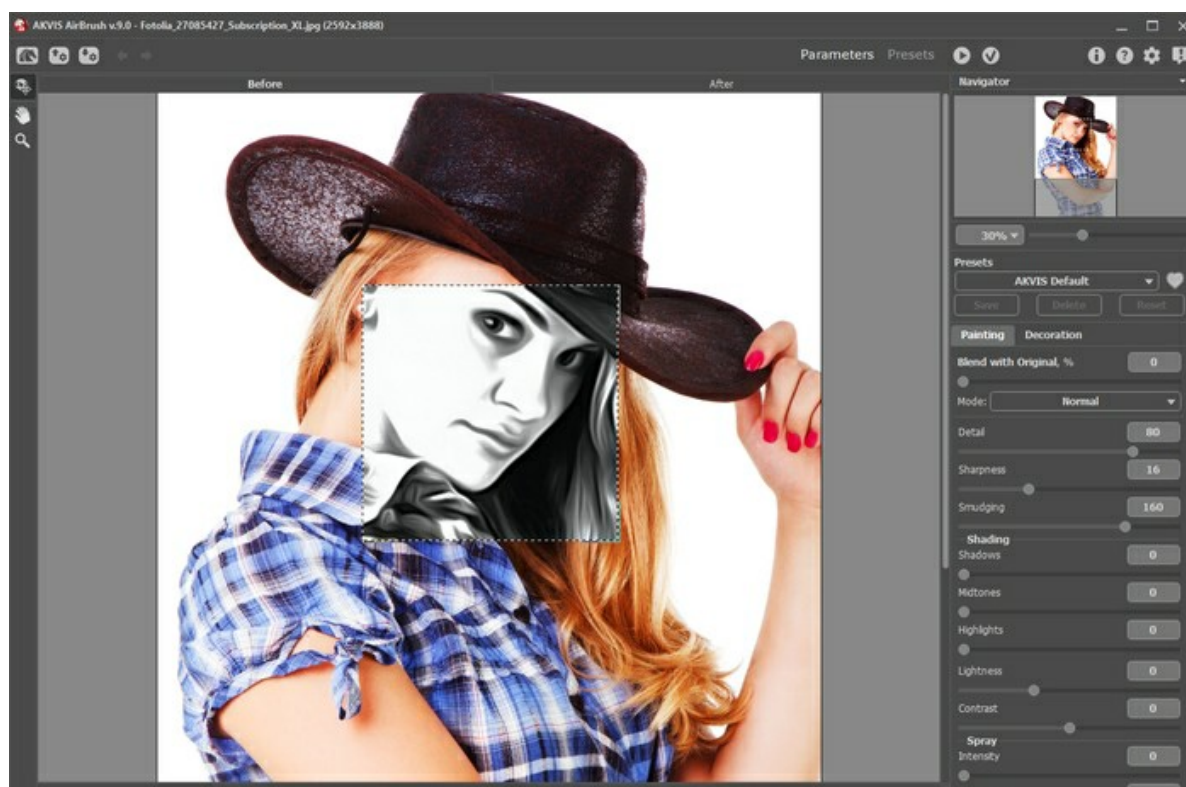 AKVIS AirBrush v.9.0 - Fotolia_27085427_Subscription_XL.jpg (2592x3888)
Parameters Presets
Before After
Navigator
30%
Presets
AKVIS Default
Save Delete Reset
Painting Decoration
Blend with Original, % 0
Mode: Normal
Detail 80
Sharpness 16
Smudging 160
Shading
Shadows 0
Midtones 0
Highlights 0
Lightness 0
Contrast 0
Spray
Intensity 0